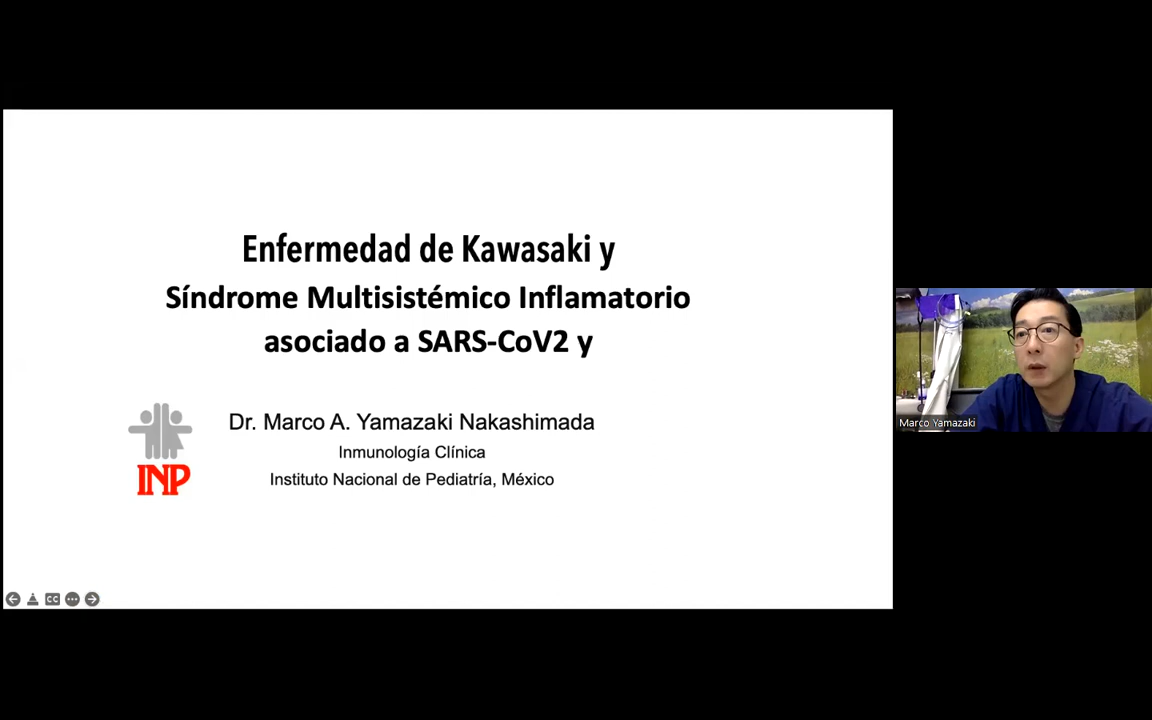 Enfermedad de Kawasaki y
Síndrome Multisistémico Inflamatorio
asociado a SARS-CoV2 y
Dr. Marco A. Yamazaki Nakashimada
Inmunología Clínica
Instituto Nacional de Pediatría, México
INP
CC
Marco Yamazaki